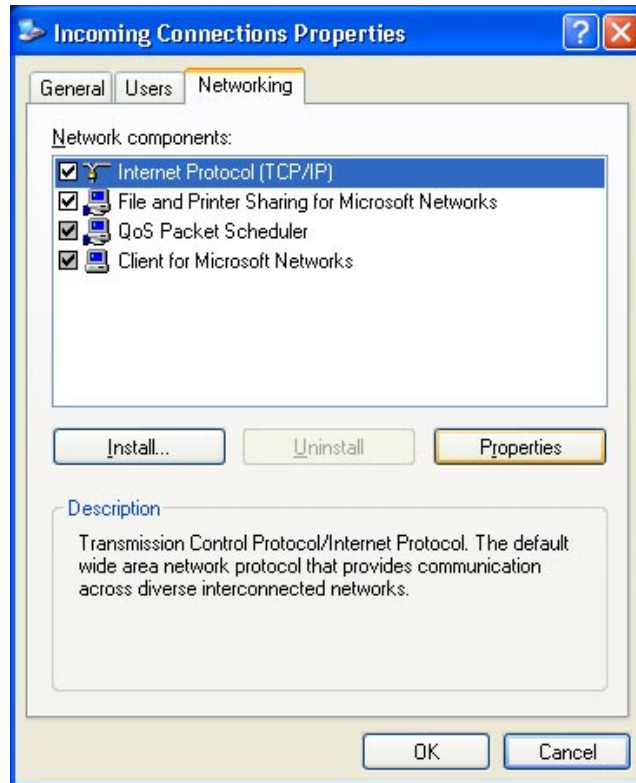 Incoming Connections Properties
General Users Networking
Network components:
Internet Protocol (TCP/IP)
File and Printer Sharing for Microsoft Networks
QoS Packet Scheduler
Client for Microsoft Networks
Install... Uninstall Properties
Description
Transmission Control Protocol/Internet Protocol. The default
wide area network protocol that provides communication
across diverse interconnected networks.
OK Cancel